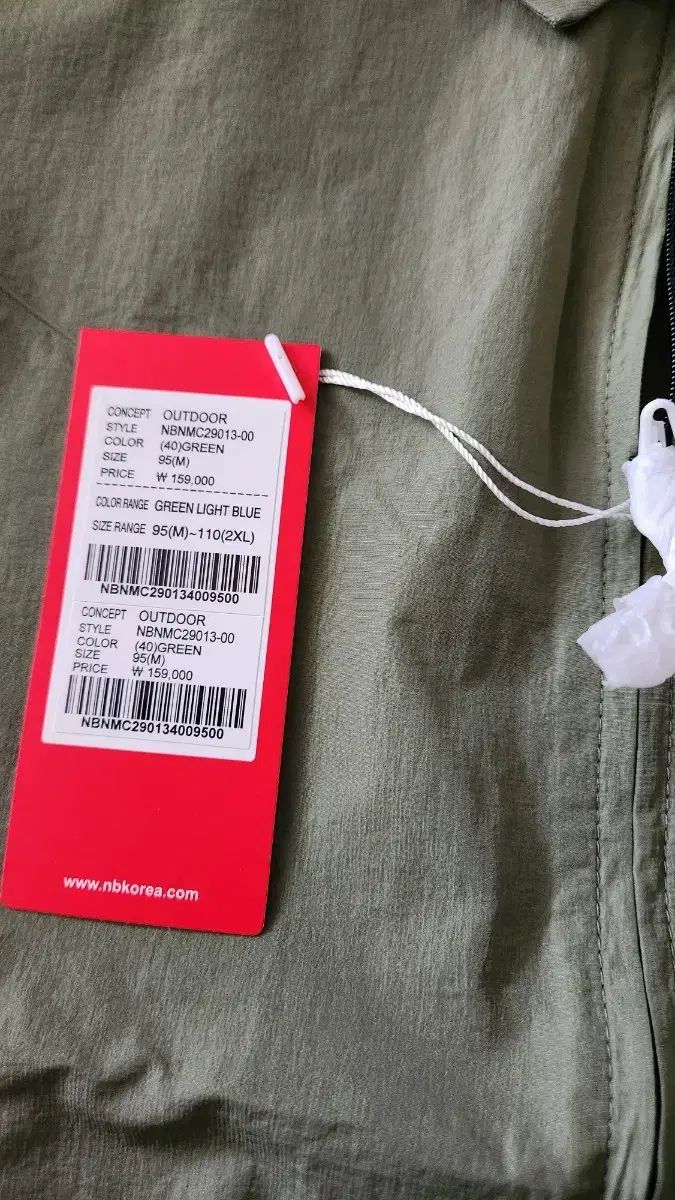 CONCEPT OUTDOOR
STYLE NBNMC29013-00
COLOR (40)GREEN
SIZE 95(M)
PRICE ₩ 159,000
COLOR RANGE GREEN LIGHT BLUE
SIZE RANGE 95(M)~110(2XL)
NBNMC290134009500
CONCEPT OUTDOOR
STYLE NBNMC29013-00
COLOR (40)GREEN
SIZE 95(M)
PRICE ₩ 159,000
NBNMC290134009500
www.nbkorea.com